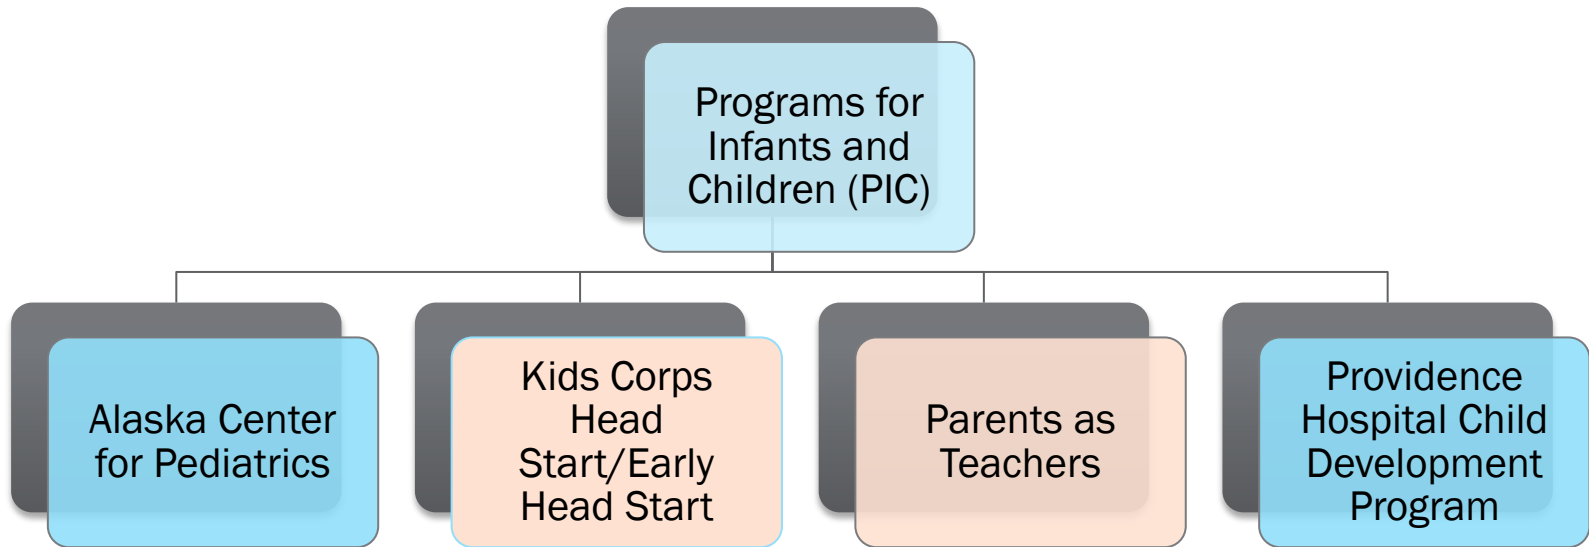 Programs for
Infants and
Children (PIC)
Alaska Center
for Pediatrics
Kids Corps
Head
Start/Early
Head Start
Parents as
Teachers
Providence
Hospital Child
Development
Program